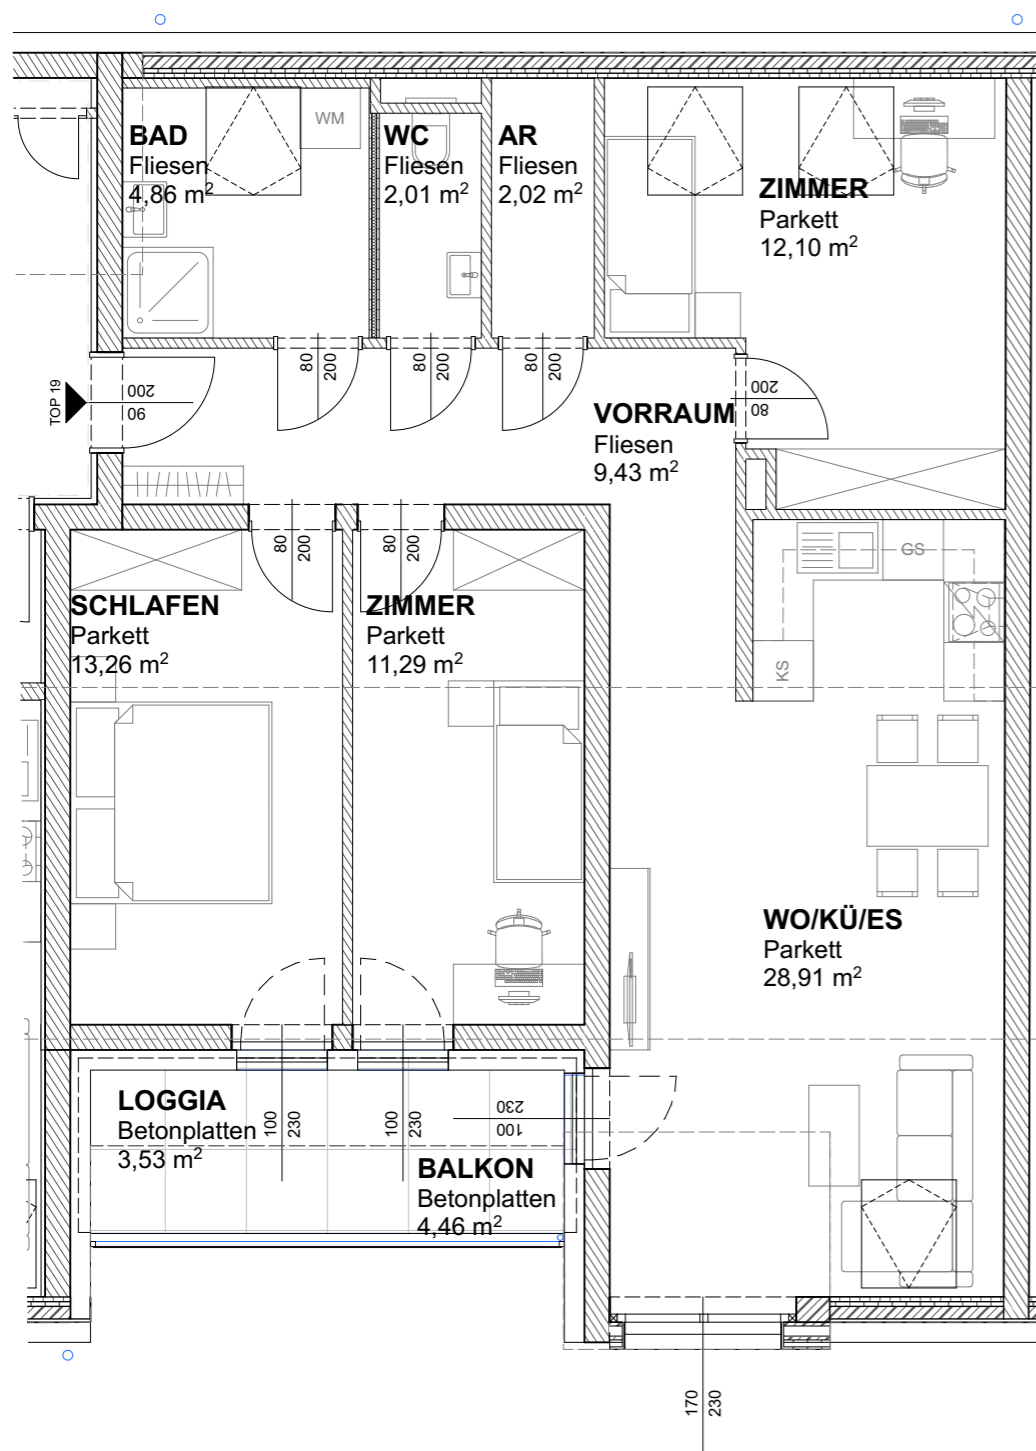 BAD
Fliesen
4,86 m²
WM
WC
Fliesen
2,01 m²
AR
Fliesen
2,02 m²
ZIMMER
Parkett
12,10 m²
80
200
80
200
80
200
TOP 19
200
90
200
80
VORRAUM
Fliesen
9,43 m²
80
200
80
200
GS
SCHLAFEN
Parkett
13,26 m²
ZIMMER
Parkett
11,29 m²
KS
WO/KÜ/ES
Parkett
28,91 m²
LOGGIA
Betonplatten
3,53 m²
100
230
100
230
230
100
BALKON
Betonplatten
4,46 m²
170
230